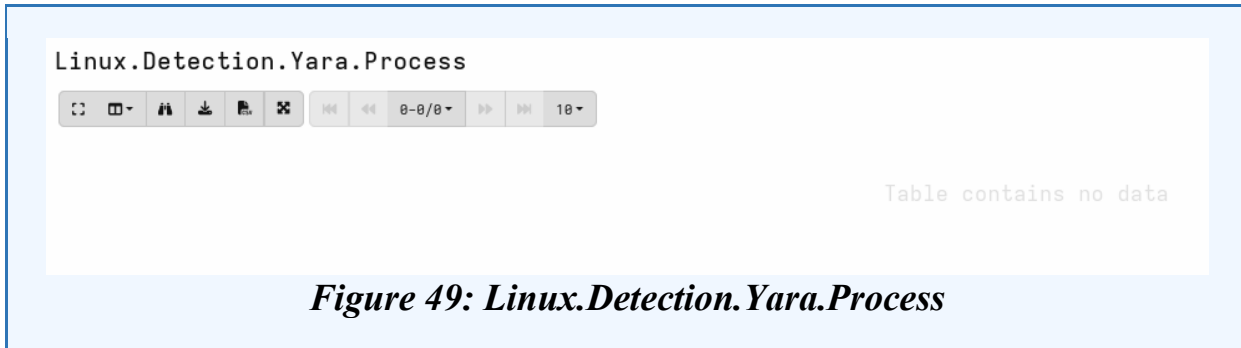 Linux.Detection.Yara.Process
0-0/0 10
Table contains no data
Figure 49: Linux.Detection.Yara.Process